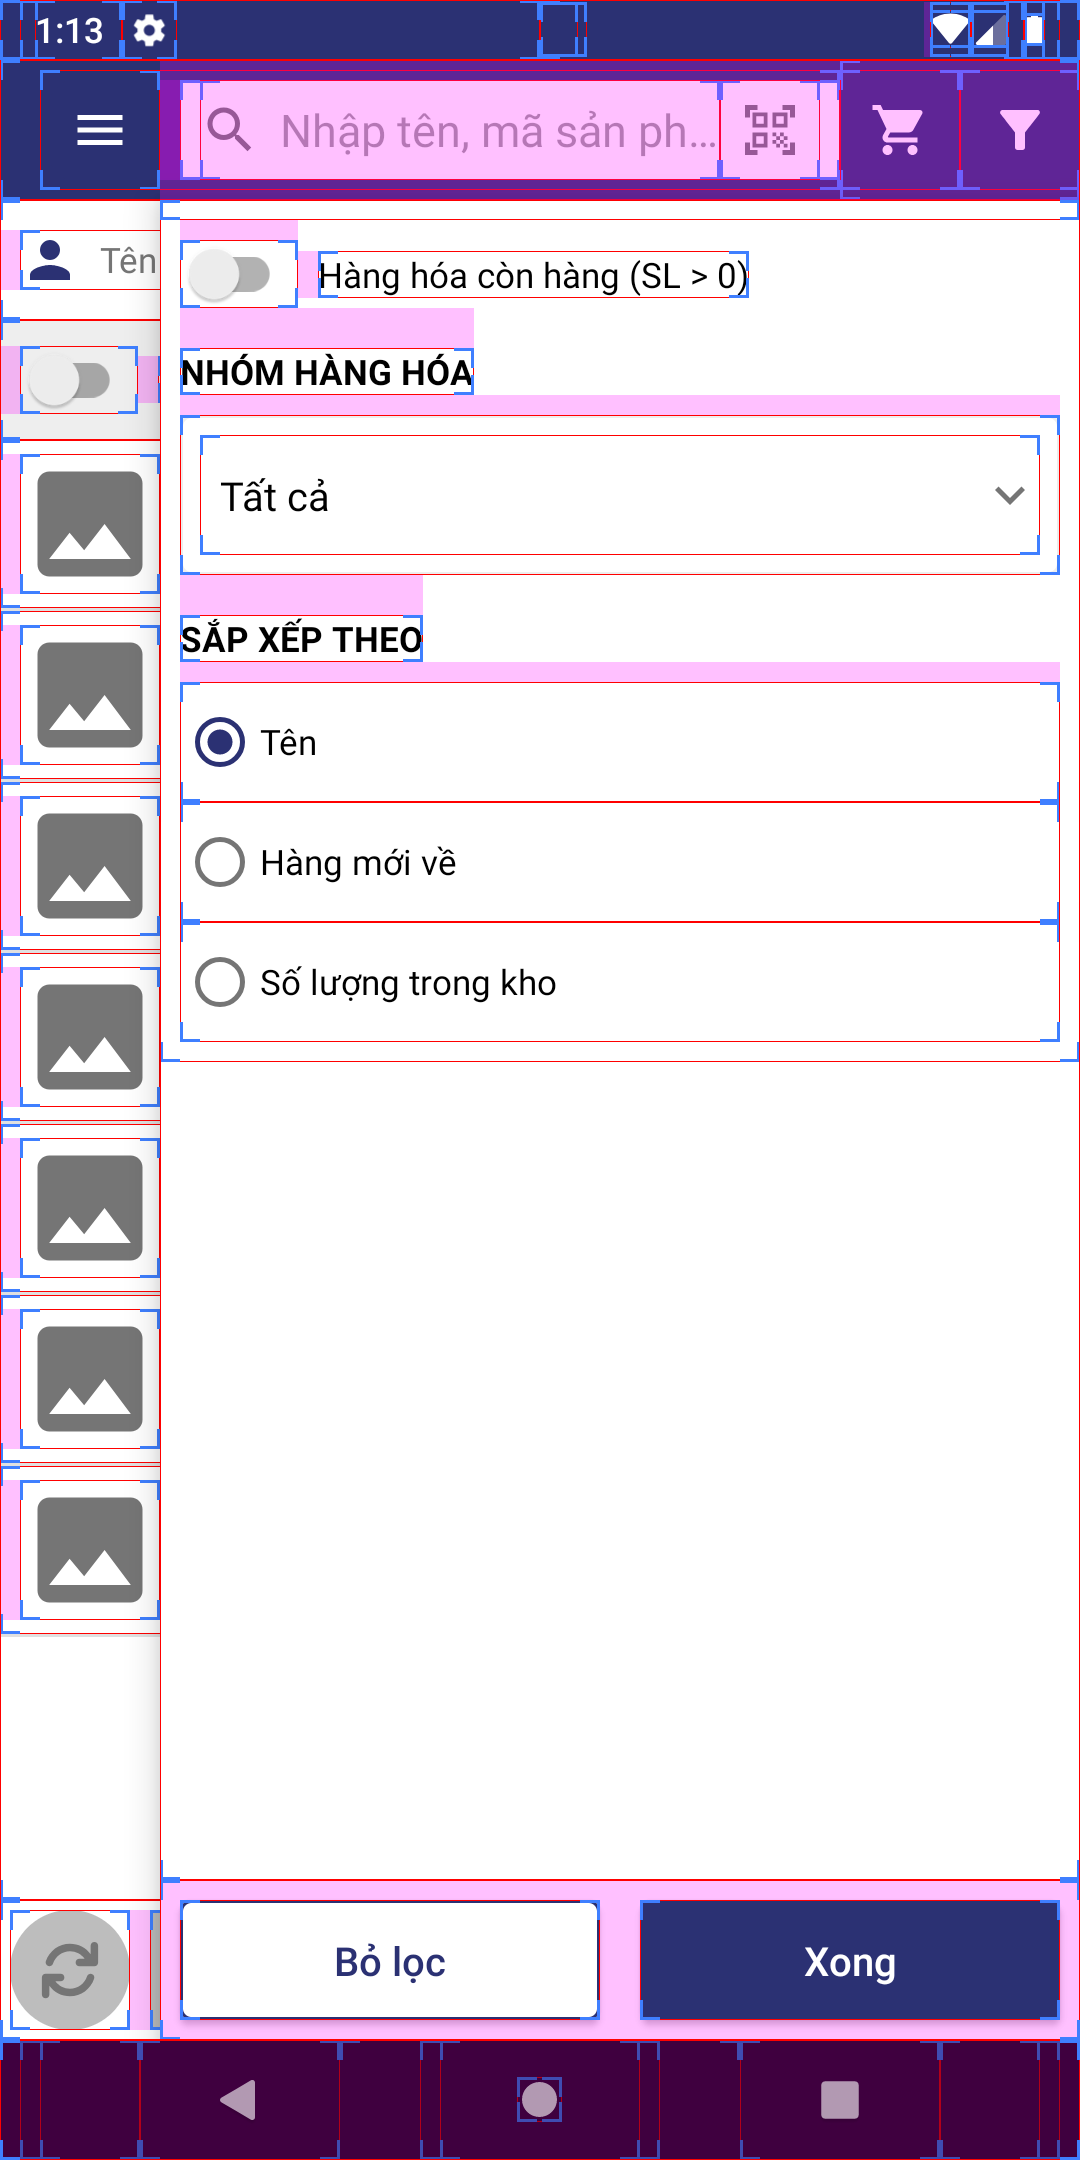 1:13
Nhập tên, mã sản ph...
Tên
Hàng hóa còn hàng (SL > 0)
NHÓM HÀNG HÓA
Tất cả
SẮP XẾP THEO
Tên
Hàng mới về
Số lượng trong kho
Bỏ lọc
Xong